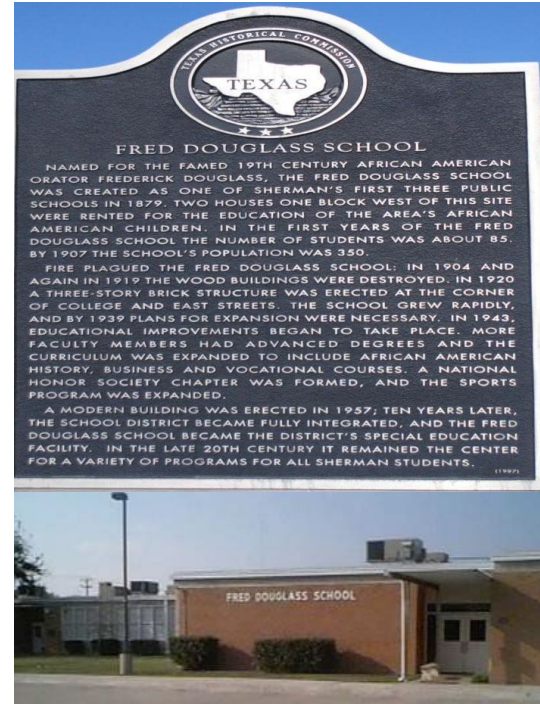 TEXAS HISTORICAL COMMISSION
TEXAS
FRED DOUGLASS SCHOOL
NAMED FOR THE FAMED 19TH CENTURY AFRICAN AMERICAN
ORATOR FREDERICK DOUGLASS, THE FRED DOUGLASS SCHOOL
WAS CREATED AS ONE OF SHERMAN'S FIRST THREE PUBLIC
SCHOOLS IN 1879. TWO HOUSES ONE BLOCK WEST OF THIS SITE
WERE RENTED FOR THE EDUCATION OF THE AREA'S AFRICAN
AMERICAN CHILDREN. IN THE FIRST YEARS OF THE FRED
DOUGLASS SCHOOL THE NUMBER OF STUDENTS WAS ABOUT 85.
BY 1907 THE SCHOOL'S POPULATION WAS 350.
FIRE PLAGUED THE FRED DOUGLASS SCHOOL: IN 1904 AND
AGAIN IN 1919 THE WOOD BUILDINGS WERE DESTROYED. IN 1920
A THREE-STORY BRICK STRUCTURE WAS ERECTED AT THE CORNER
OF COLLEGE AND EAST STREETS. THE SCHOOL GREW RAPIDLY,
AND BY 1939 PLANS FOR EXPANSION WERE NECESSARY. IN 1943,
EDUCATIONAL IMPROVEMENTS BEGAN TO TAKE PLACE. MORE
FACULTY MEMBERS HAD ADVANCED DEGREES AND THE
CURRICULUM WAS EXPANDED TO INCLUDE AFRICAN AMERICAN
HISTORY, BUSINESS AND VOCATIONAL COURSES. A NATIONAL
HONOR SOCIETY CHAPTER WAS FORMED, AND THE SPORTS
PROGRAM WAS EXPANDED.
A MODERN BUILDING WAS ERECTED IN 1957; TEN YEARS LATER,
THE SCHOOL DISTRICT BECAME FULLY INTEGRATED, AND THE FRED
DOUGLASS SCHOOL BECAME THE DISTRICT'S SPECIAL EDUCATION
FACILITY. IN THE LATE 20TH CENTURY IT REMAINED THE CENTER
FOR A VARIETY OF PROGRAMS FOR ALL SHERMAN STUDENTS.
(1997)
FRED DOUGLASS SCHOOL